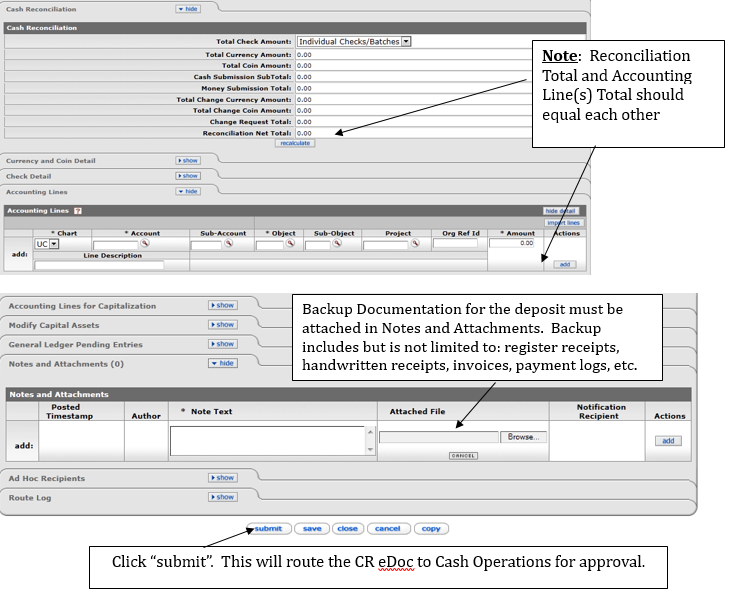 Cash Reconciliation
hide
Cash Reconciliation
Total Check Amount: Individual Checks/Batches
Total Currency Amount: 0.00
Total Coin Amount: 0.00
Cash Submission SubTotal: 0.00
Money Submission Total: 0.00
Total Change Currency Amount: 0.00
Total Change Coin Amount: 0.00
Change Request Total: 0.00
Reconciliation Net Total: 0.00
recalculate
Note: Reconciliation
Total and Accounting
Line(s) Total should
equal each other
Currency and Coin Detail
show
Check Detail
show
Accounting Lines
hide
Accounting Lines ?
hide detail
import lines
* Chart * Account Sub-Account * Object Sub-Object Project Org Ref Id * Amount Actions
add: UC 0.00
Line Description
add
Accounting Lines for Capitalization
show
Modify Capital Assets
show
General Ledger Pending Entries
show
Notes and Attachments (0)
hide
Backup Documentation for the deposit must be
attached in Notes and Attachments. Backup
includes but is not limited to: register receipts,
handwritten receipts, invoices, payment logs, etc.
Notes and Attachments
Posted
Timestamp
Author
* Note Text
Attached File
Notification
Recipient
Actions
add:
Browse...
CANCEL
add
Ad Hoc Recipients
show
Route Log
show
submit save close cancel copy
Click “submit”. This will route the CR eDoc to Cash Operations for approval.